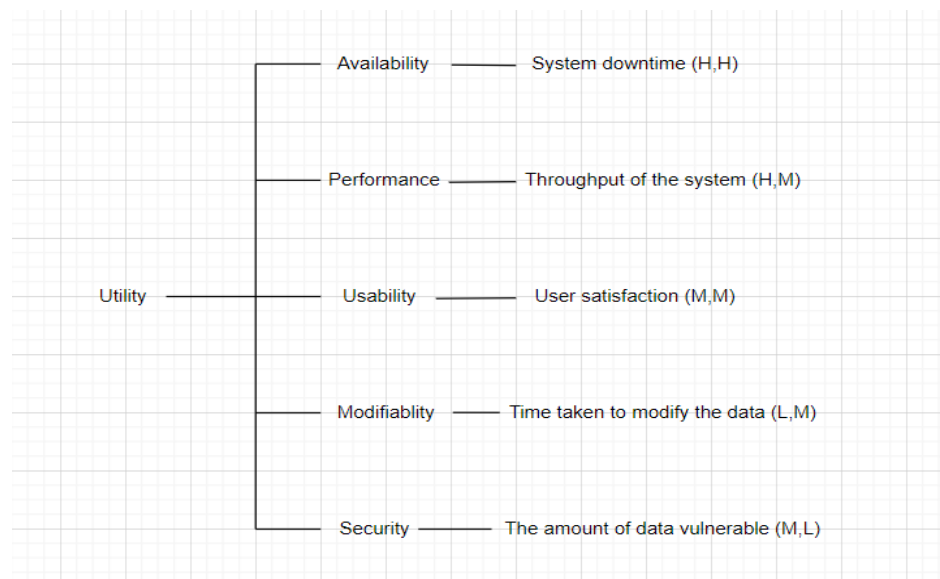 Availability System downtime (H,H)
Performance Throughput of the system (H,M)
Utility Usability User satisfaction (M,M)
Modifiablity Time taken to modify the data (L,M)
Security The amount of data vulnerable (M,L)